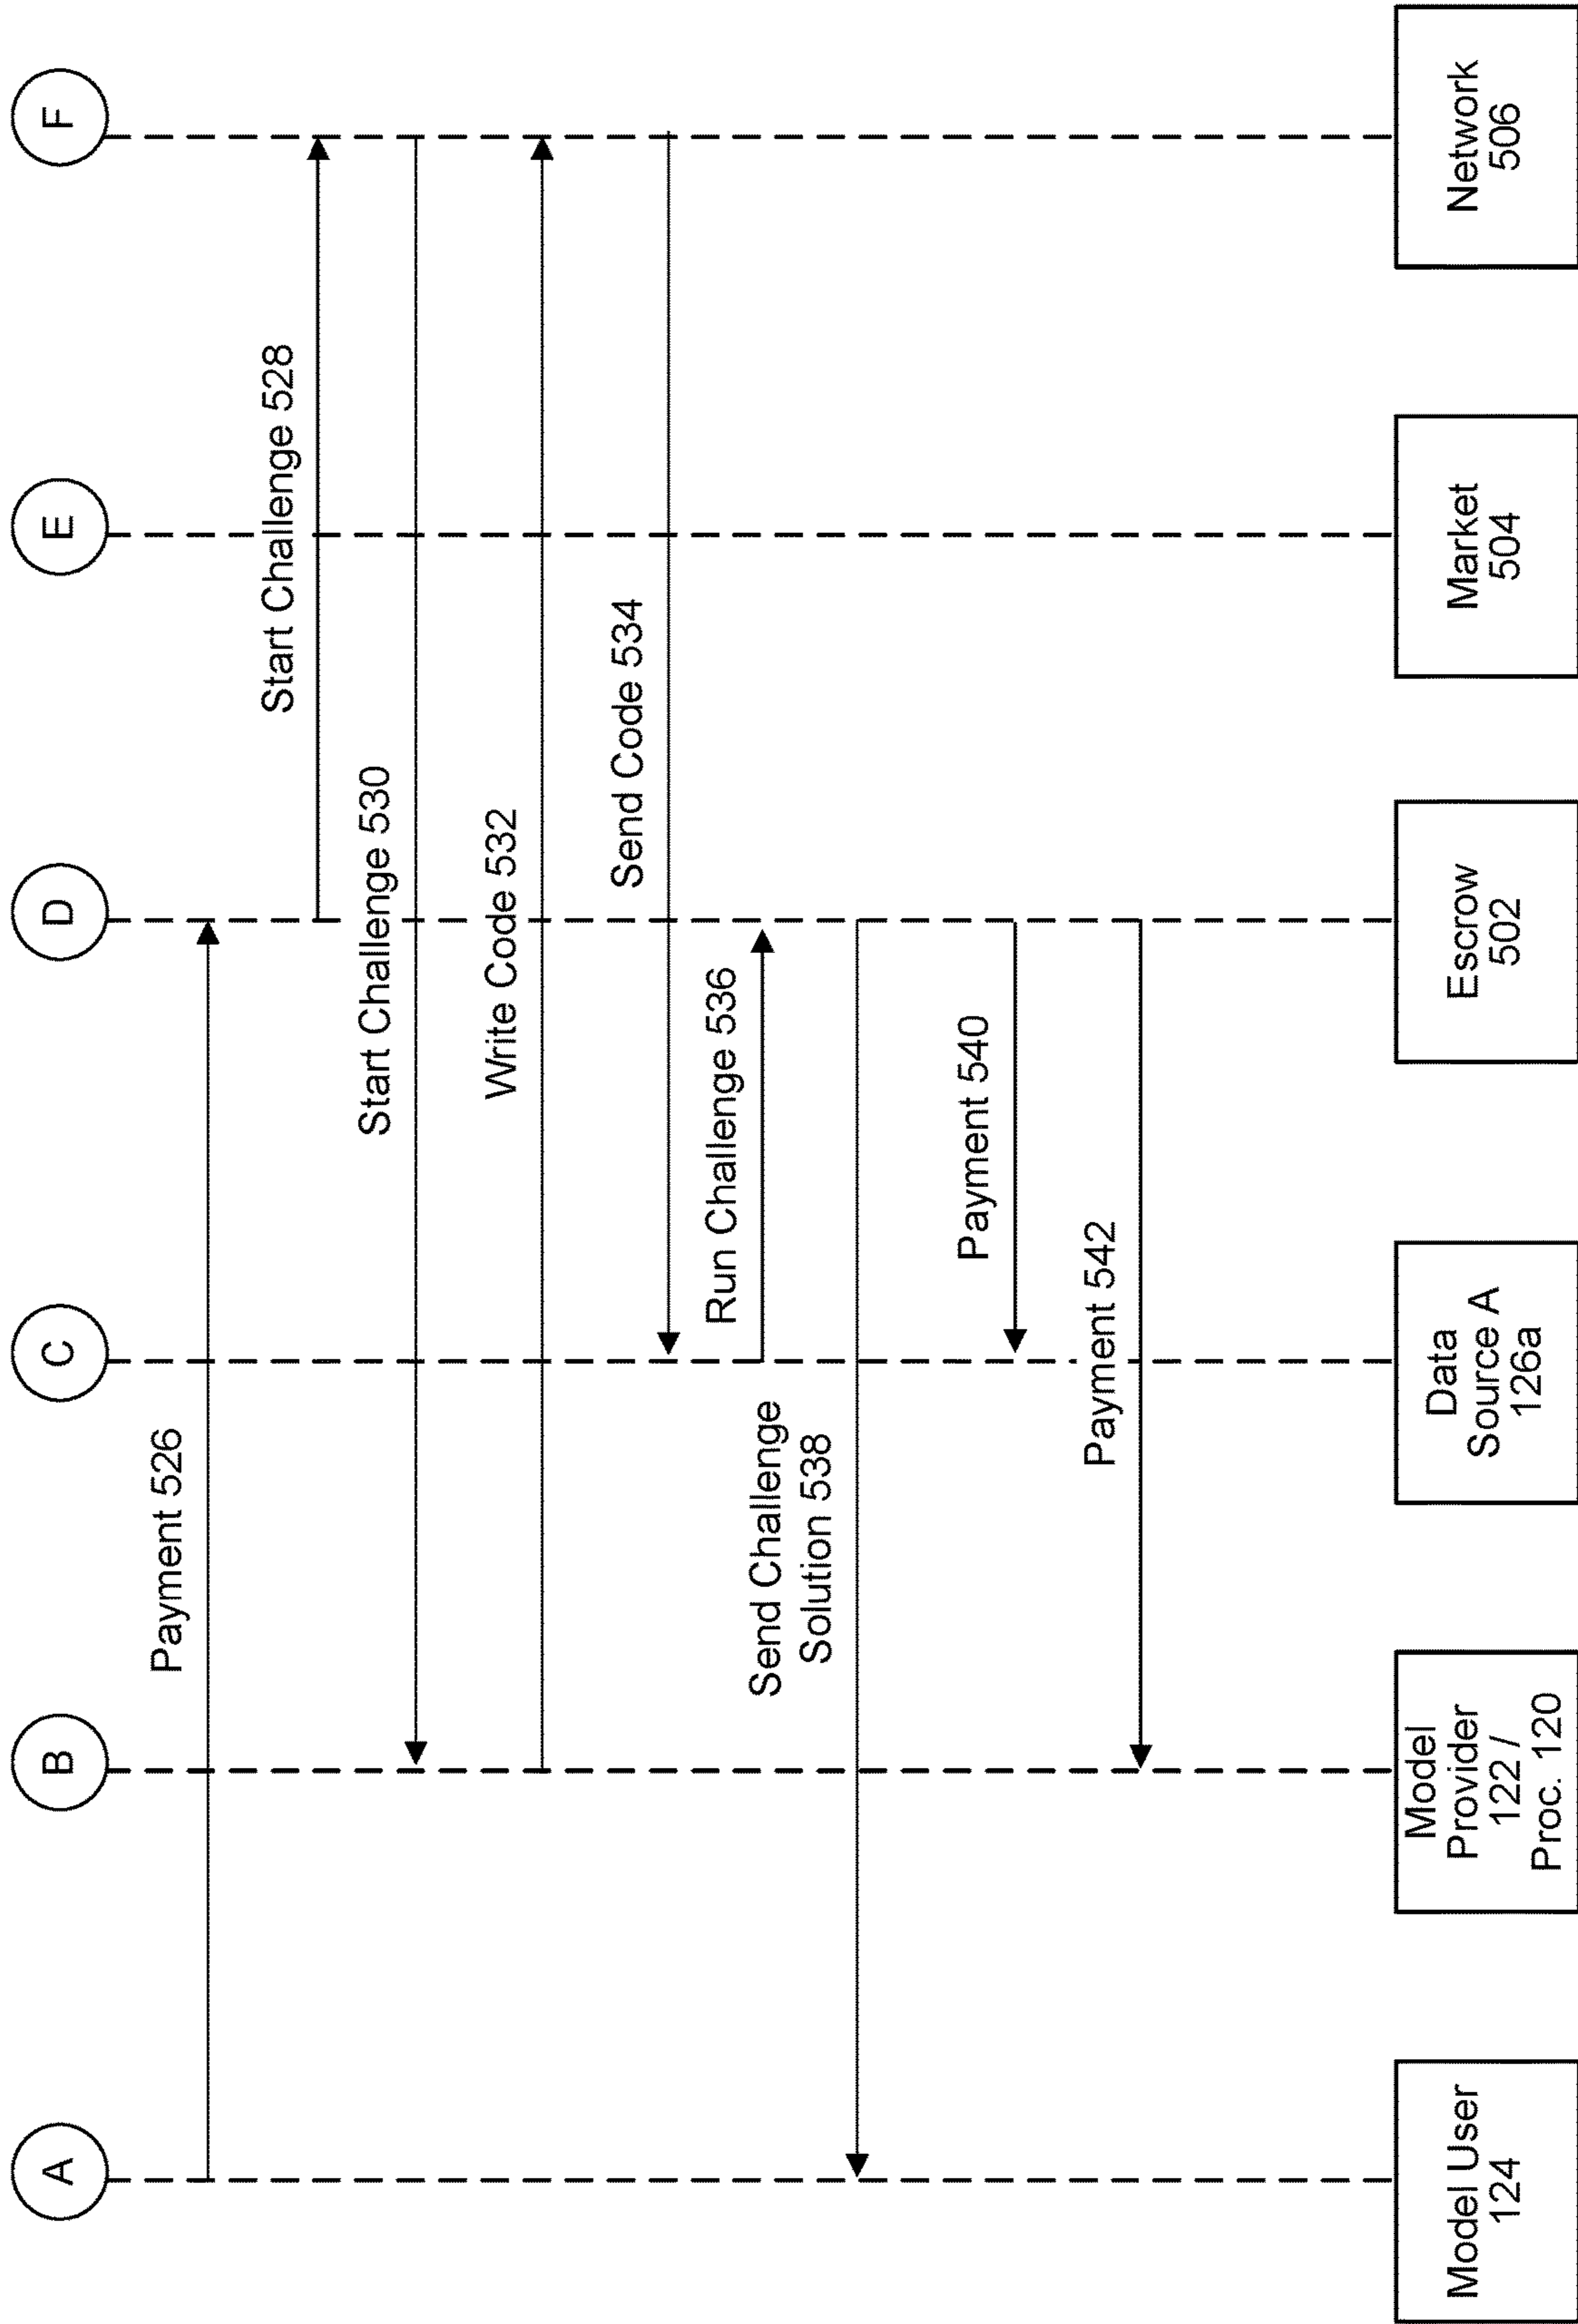 A
B
C
D
E
F
Payment 526
Start Challenge 528
Start Challenge 530
Write Code 532
Send Code 534
Run Challenge 536
Send Challenge
Solution 538
Payment 540
Payment 542
Model User
124
Model
Provider
122 /
Proc. 120
Data
Source A
126a
Escrow
502
Market
504
Network
506